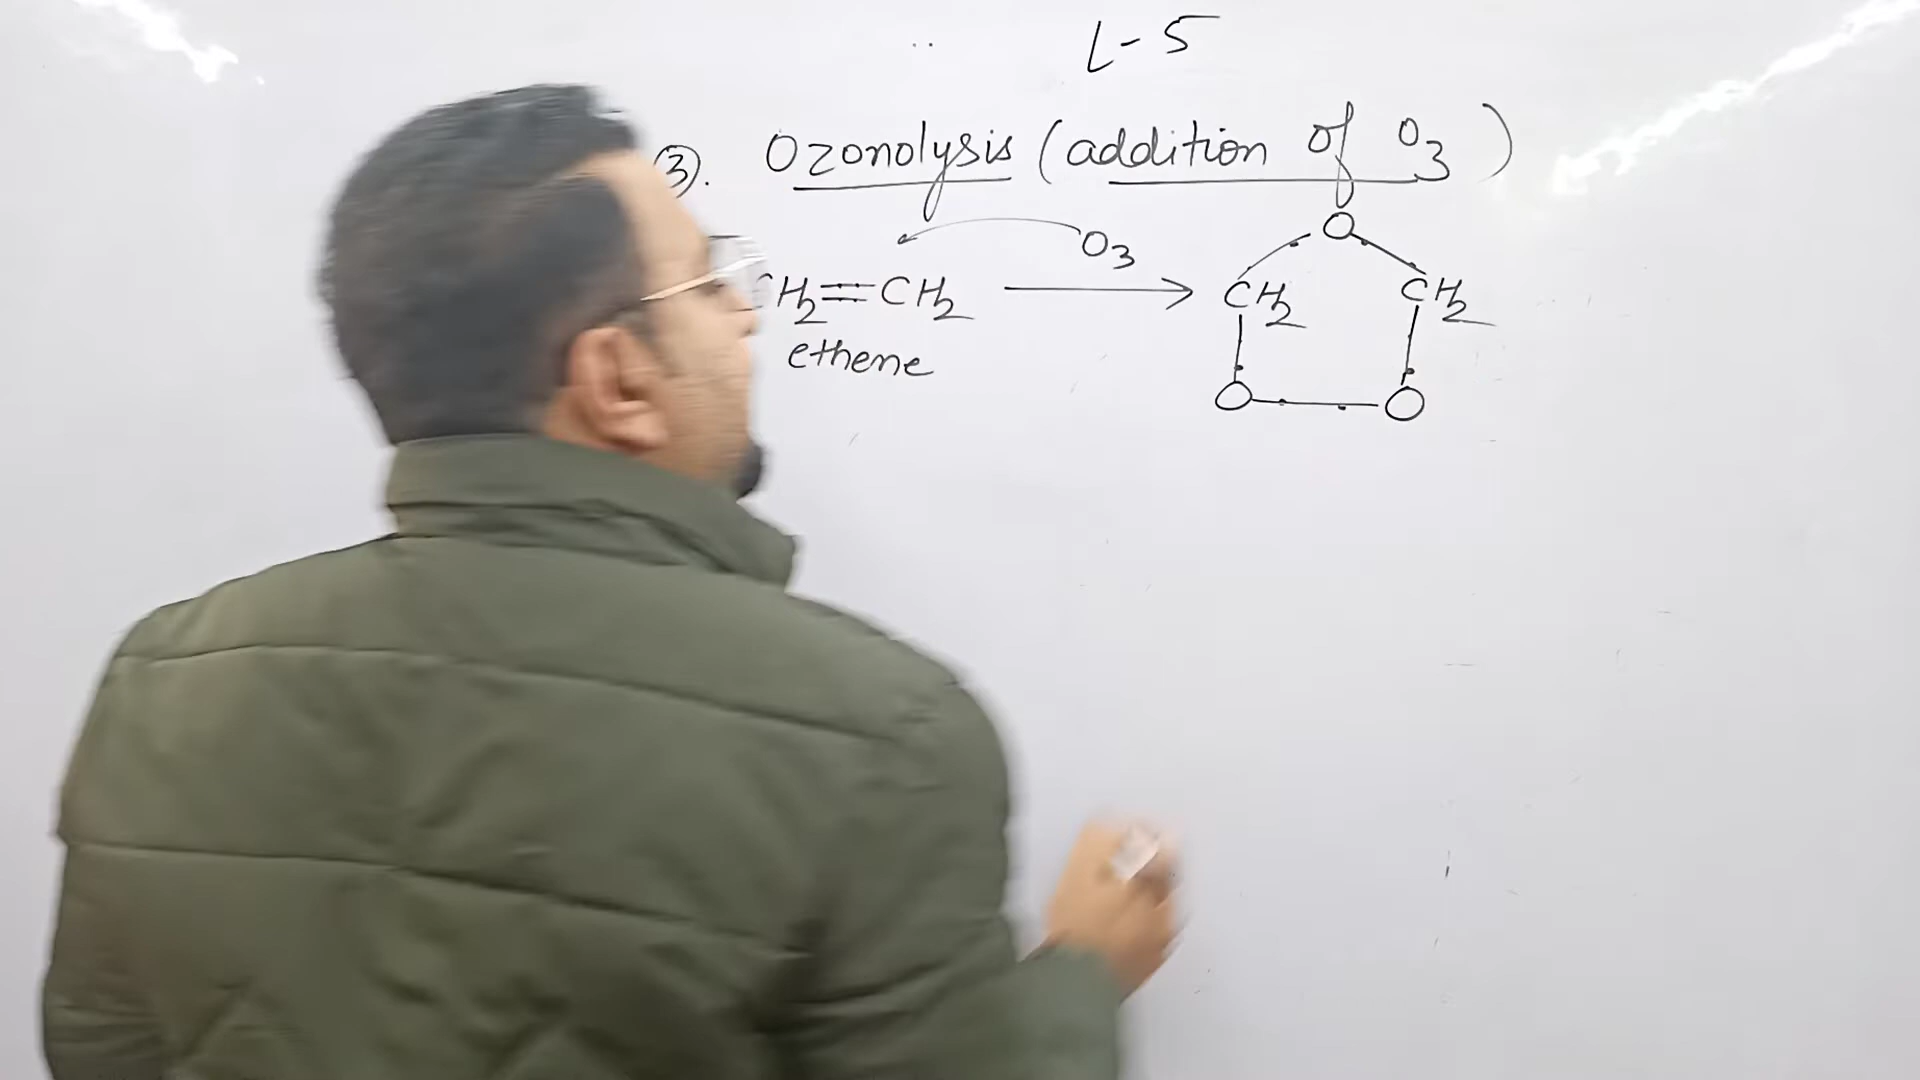 L-5
③. Ozonolysis (addition of O3)
O3
O
CH2=CH2 ⟶ CH2 CH2
ethene
O O